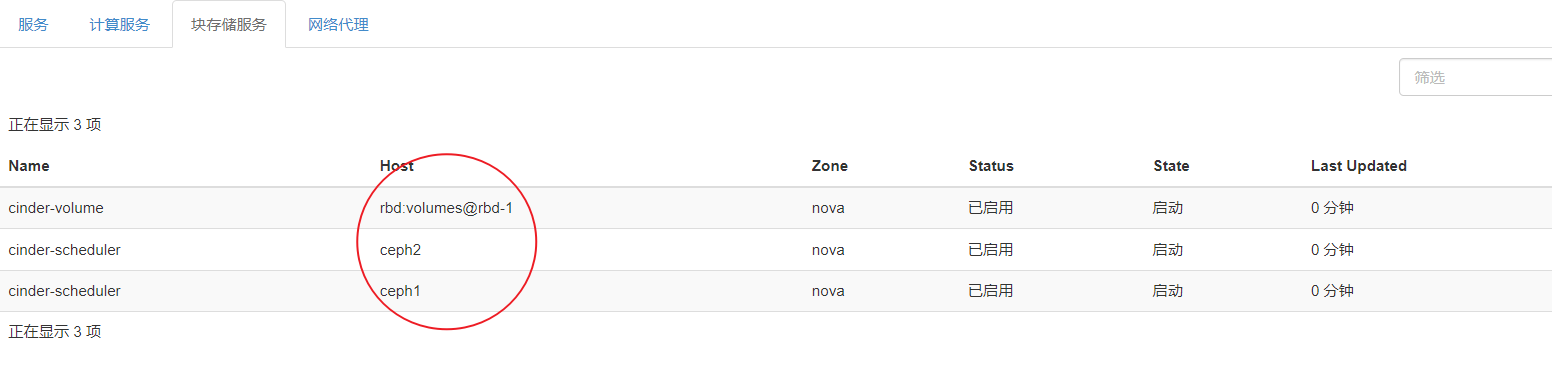 服务 计算服务 块存储服务 网络代理
筛选
正在显示 3 项
Name Host Zone Status State Last Updated
cinder-volume rbd:volumes@rbd-1 nova 已启用 启动 0 分钟
cinder-scheduler ceph2 nova 已启用 启动 0 分钟
cinder-scheduler ceph1 nova 已启用 启动 0 分钟
正在显示 3 项